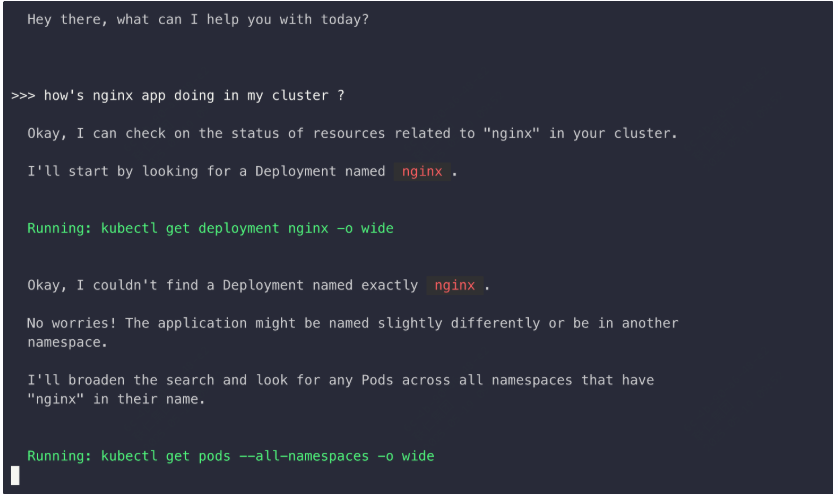 Hey there, what can I help you with today?
>>> how's nginx app doing in my cluster ?
Okay, I can check on the status of resources related to "nginx" in your cluster.
I'll start by looking for a Deployment named nginx .
Running: kubectl get deployment nginx -o wide
Okay, I couldn't find a Deployment named exactly nginx .
No worries! The application might be named slightly differently or be in another
namespace.
I'll broaden the search and look for any Pods across all namespaces that have
"nginx" in their name.
Running: kubectl get pods --all-namespaces -o wide